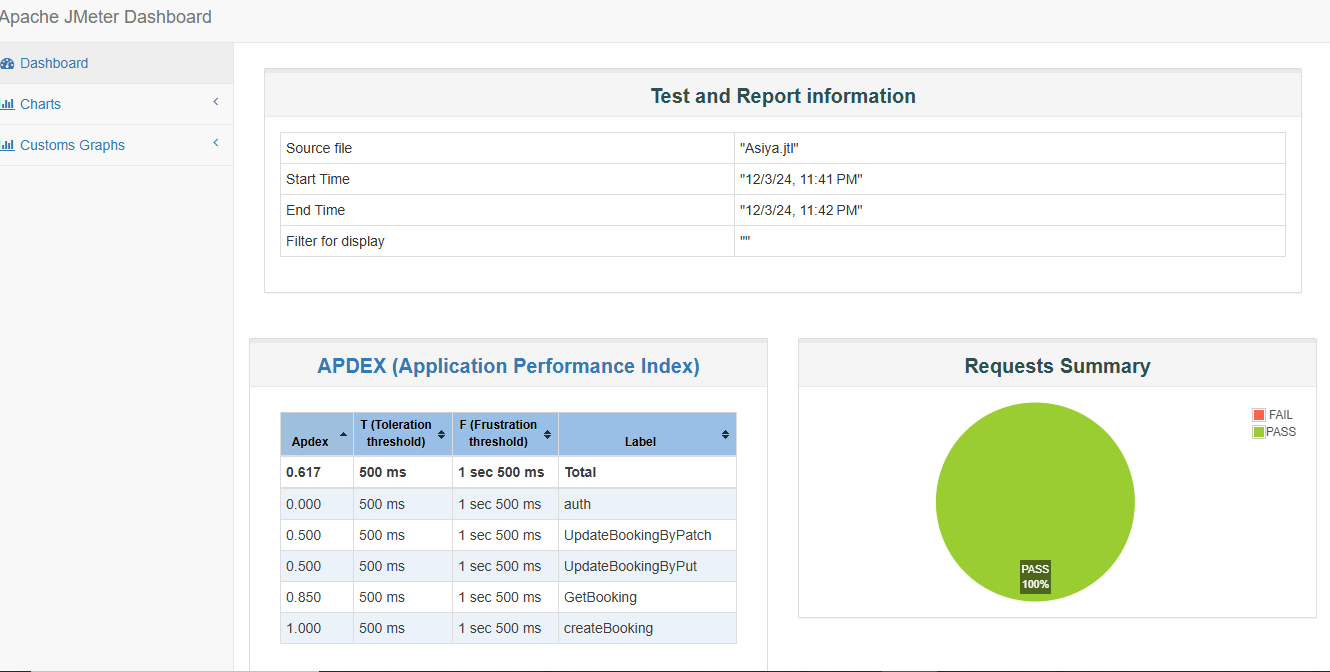 Apache JMeter Dashboard
Dashboard
Charts
Customs Graphs
Test and Report information
Source file "Asiya.jtl"
Start Time "12/3/24, 11:41 PM"
End Time "12/3/24, 11:42 PM"
Filter for display ""
APDEX (Application Performance Index)
Apdex T (Toleration threshold) F (Frustration threshold) Label
0.617 500 ms 1 sec 500 ms Total
0.000 500 ms 1 sec 500 ms auth
0.500 500 ms 1 sec 500 ms UpdateBookingByPatch
0.500 500 ms 1 sec 500 ms UpdateBookingByPut
0.850 500 ms 1 sec 500 ms GetBooking
1.000 500 ms 1 sec 500 ms createBooking
Requests Summary
FAIL
PASS
PASS
100%